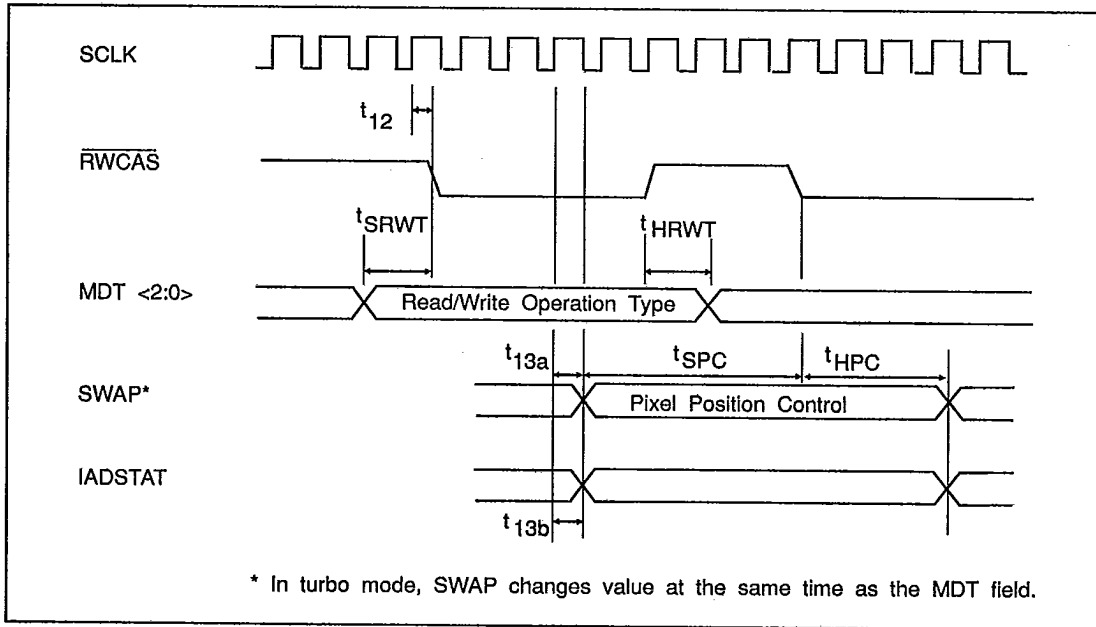 SCLK
t12
RWCAS
tSRWT
tHRWT
MDT <2:0>
Read/Write Operation Type
t13a
tSPC
tHPC
SWAP*
Pixel Position Control
IADSTAT
t13b
* In turbo mode, SWAP changes value at the same time as the MDT field.